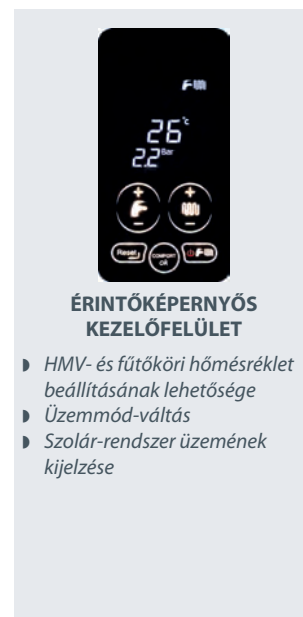 26°c
2.2 Bar
+ +
- -
Reset
COMFORT
OK
ÉRINTŐKÉPERNYŐS
KEZELŐFELÜLET
◗ HMV- és fűtőköri hőmésréklet
beállításának lehetősége
◗ Üzemmód-váltás
◗ Szolár-rendszer üzemének
kijelzése